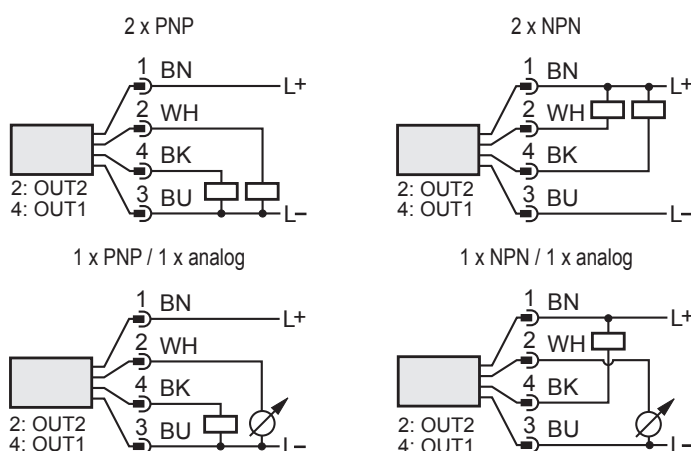 2 x PNP
1 BN
L+
2 WH
4 BK
3 BU
L–
2: OUT2
4: OUT1
2 x NPN
1 BN
L+
2 WH
4 BK
3 BU
L–
2: OUT2
4: OUT1
1 x PNP / 1 x analog
1 BN
L+
2 WH
4 BK
3 BU
L–
2: OUT2
4: OUT1
1 x NPN / 1 x analog
1 BN
L+
2 WH
4 BK
3 BU
L–
2: OUT2
4: OUT1